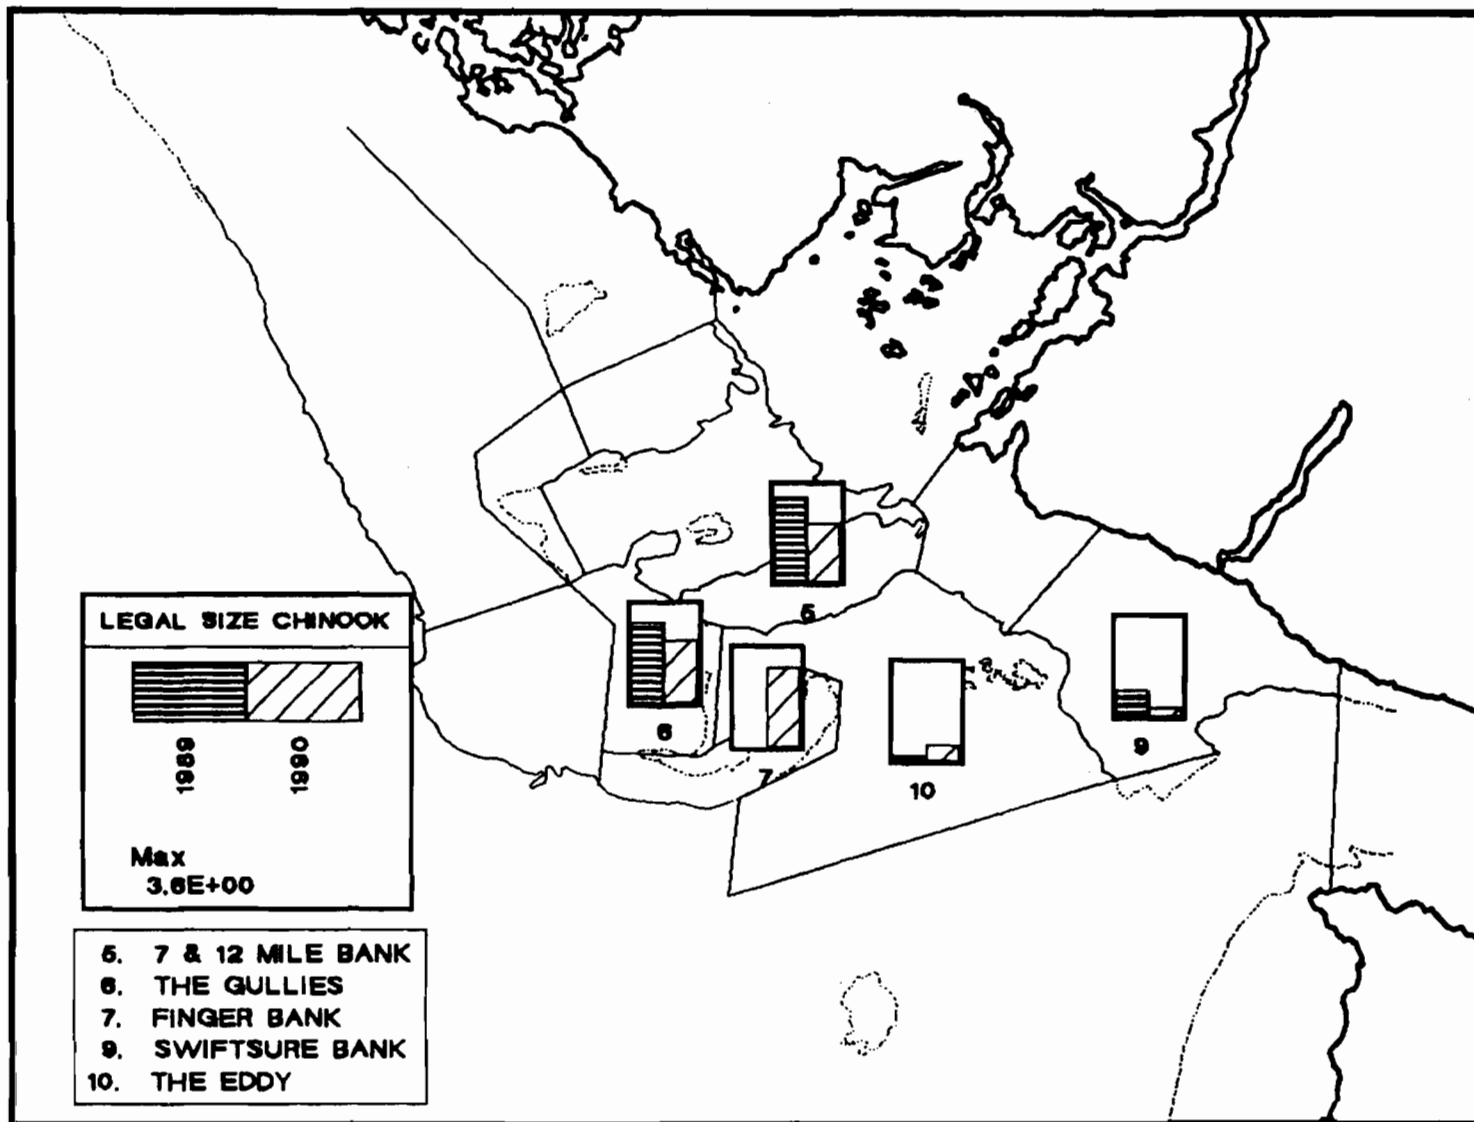 LEGAL SIZE CHINOOK
1989
1990
Max
3.6E+00
5. 7 & 12 MILE BANK
6. THE GULLIES
7. FINGER BANK
9. SWIFTSURE BANK
10. THE EDDY
5
6
7
10
9